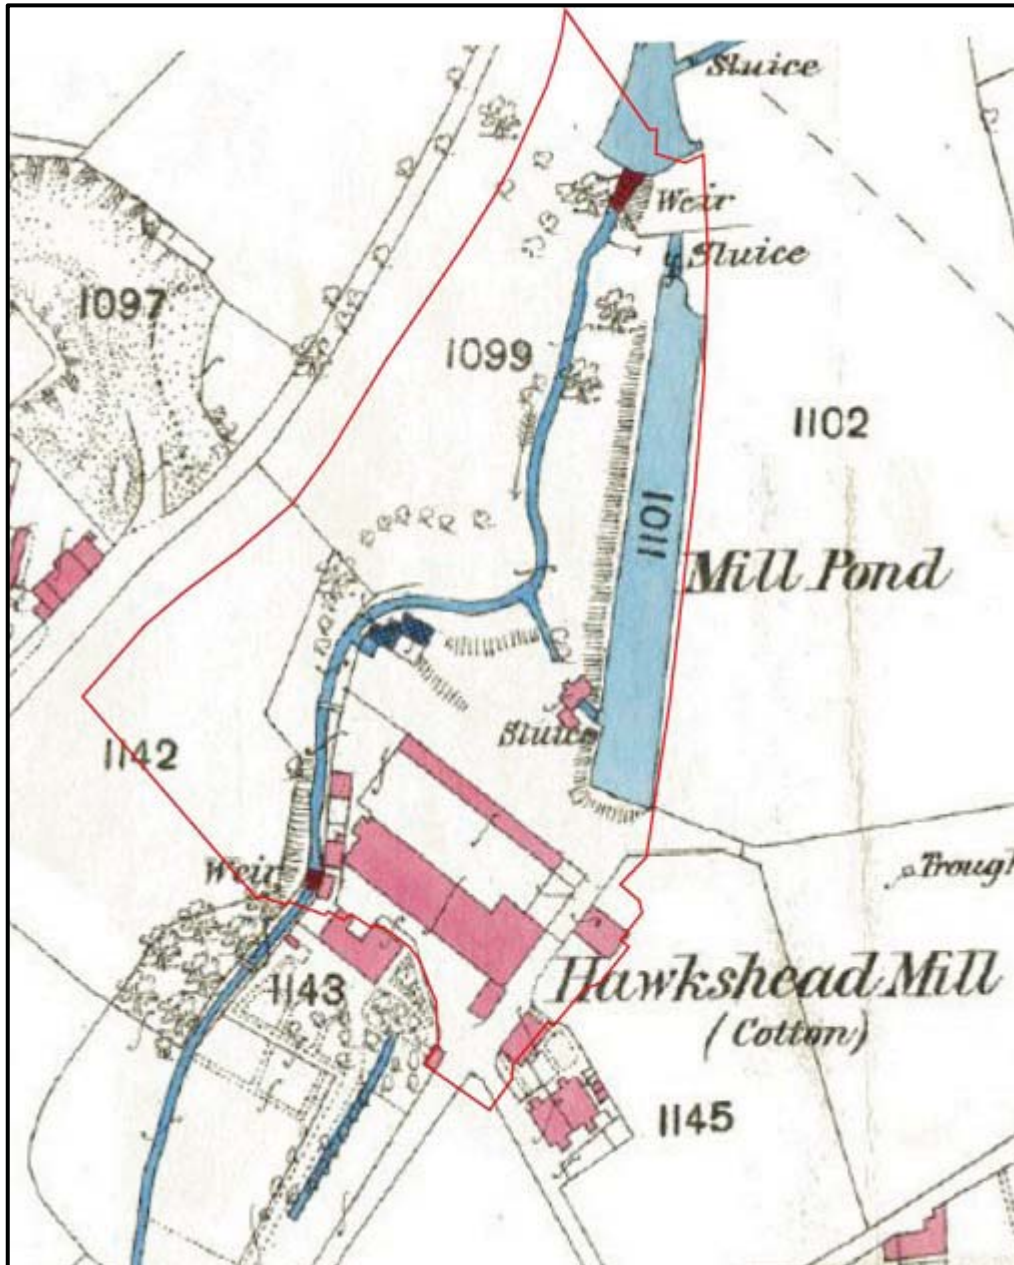 Sluice
Weir
Sluice
1097
1099
1102
1101
Mill Pond
Sluice
1142
Weir
Trough
1143
Hawkshead Mill
(Cotton)
1145